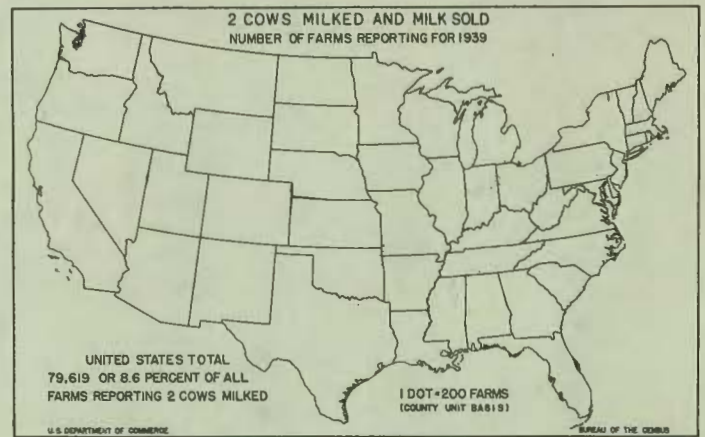 2 COWS MILKED AND MILK SOLD
NUMBER OF FARMS REPORTING FOR 1939
UNITED STATES TOTAL
79,619 OR 8.6 PERCENT OF ALL
FARMS REPORTING 2 COWS MILKED
1 DOT=200 FARMS
(COUNTY UNIT BASIS)
U.S. DEPARTMENT OF COMMERCE
BUREAU OF THE CENSUS